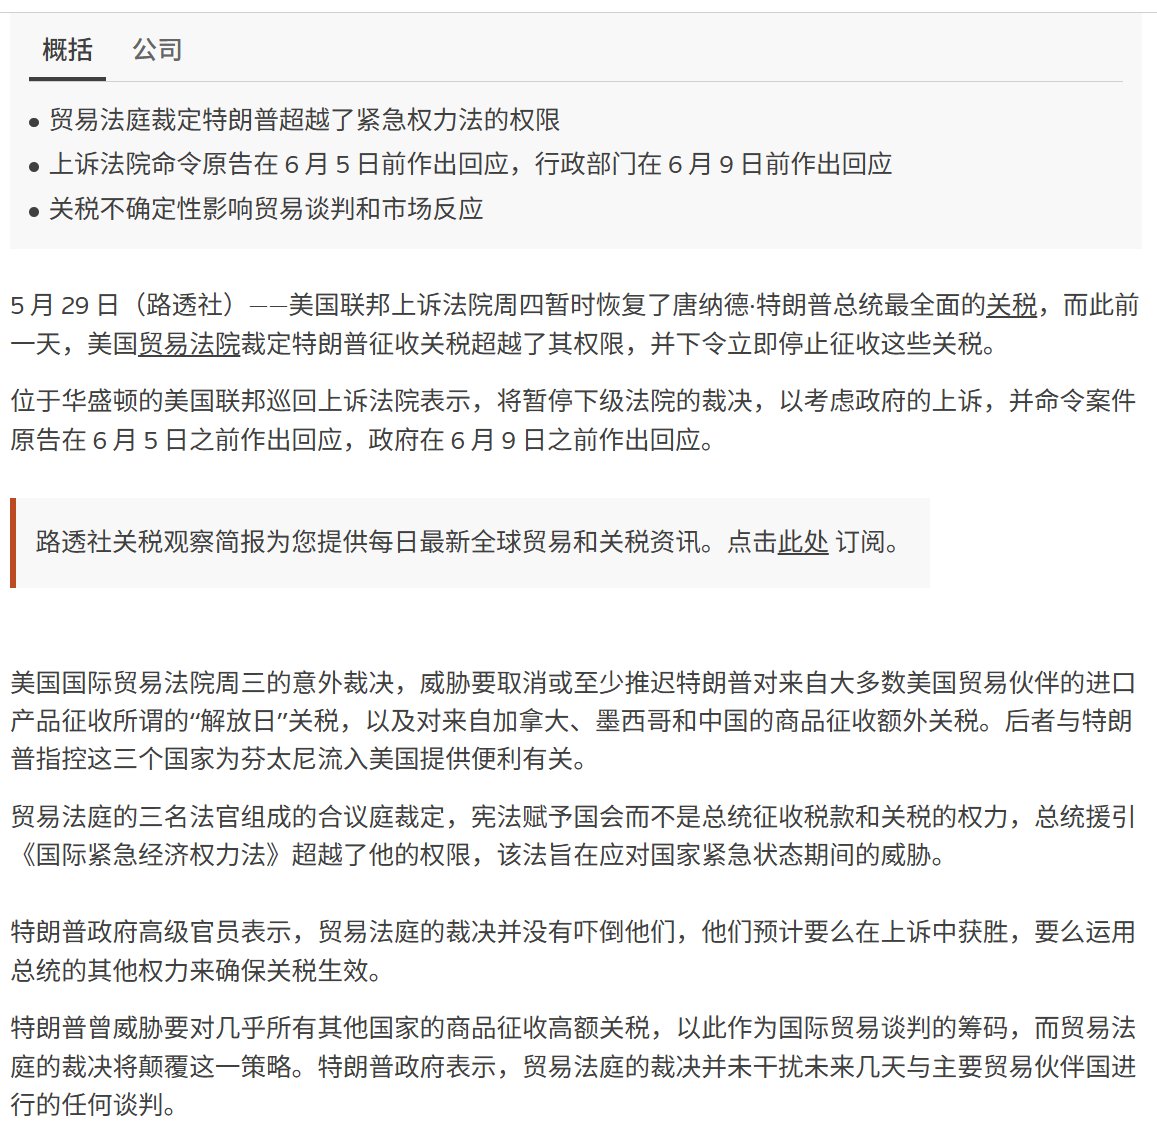 概括 公司
● 贸易法庭裁定特朗普超越了紧急权力法的权限
● 上诉法院命令原告在 6 月 5 日前作出回应，行政部门在 6 月 9 日前作出回应
● 关税不确定性影响贸易谈判和市场反应
5 月 29 日（路透社）——美国联邦上诉法院周四暂时恢复了唐纳德·特朗普总统最全面的关税，而此前
一天，美国贸易法院裁定特朗普征收关税超越了其权限，并下令立即停止征收这些关税。
位于华盛顿的美国联邦巡回上诉法院表示，将暂停下级法院的裁决，以考虑政府的上诉，并命令案件
原告在 6 月 5 日之前作出回应，政府在 6 月 9 日之前作出回应。
路透社关税观察简报为您提供每日最新全球贸易和关税资讯。点击此处 订阅。
美国国际贸易法院周三的意外裁决，威胁要取消或至少推迟特朗普对来自大多数美国贸易伙伴的进口
产品征收所谓的“解放日”关税，以及对来自加拿大、墨西哥和中国的商品征收额外关税。后者与特朗
普指控这三个国家为芬太尼流入美国提供便利有关。
贸易法庭的三名法官组成的合议庭裁定，宪法赋予国会而不是总统征收税款和关税的权力，总统援引
《国际紧急经济权力法》超越了他的权限，该法旨在应对国家紧急状态期间的威胁。
特朗普政府高级官员表示，贸易法庭的裁决并没有吓倒他们，他们预计要么在上诉中获胜，要么运用
总统的其他权力来确保关税生效。
特朗普曾威胁要对几乎所有其他国家的商品征收高额关税，以此作为国际贸易谈判的筹码，而贸易法
庭的裁决将颠覆这一策略。特朗普政府表示，贸易法庭的裁决并未干扰未来几天与主要贸易伙伴国进
行的任何谈判。